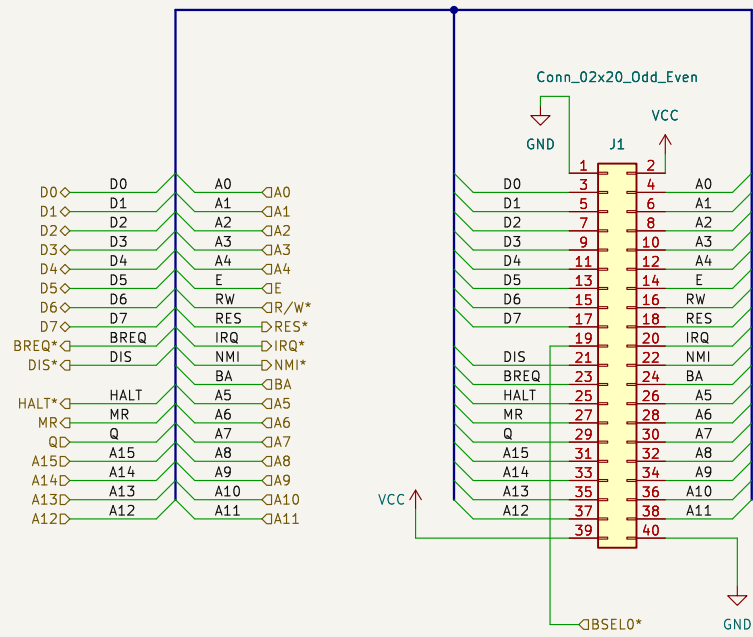 Conn_02x20_Odd_Even
VCC
GND J1
1 2
D0 D0 A0 A0 D0 3 4 A0
D1 D1 A1 A1 D1 5 6 A1
D2 D2 A2 A2 D2 7 8 A2
D3 D3 A3 A3 D3 9 10 A3
D4 D4 A4 A4 D4 11 12 A4
D5 D5 E E D5 13 14 E
D6 D6 RW R/W* D6 15 16 RW
D7 D7 RES RES* D7 17 18 RES
BREQ* BREQ IRQ IRQ* 19 20 IRQ
DIS* DIS NMI NMI* DIS 21 22 NMI
BA BA BREQ 23 24 BA
HALT* HALT A5 A5 HALT 25 26 A5
MR MR A6 A6 MR 27 28 A6
Q Q A7 A7 Q 29 30 A7
A15 A15 A8 A8 A15 31 32 A8
A14 A14 A9 A9 A14 33 34 A9
A13 A13 A10 A10 VCC A13 35 36 A10
A12 A12 A11 A11 A12 37 38 A11
39 40
BSEL0* GND